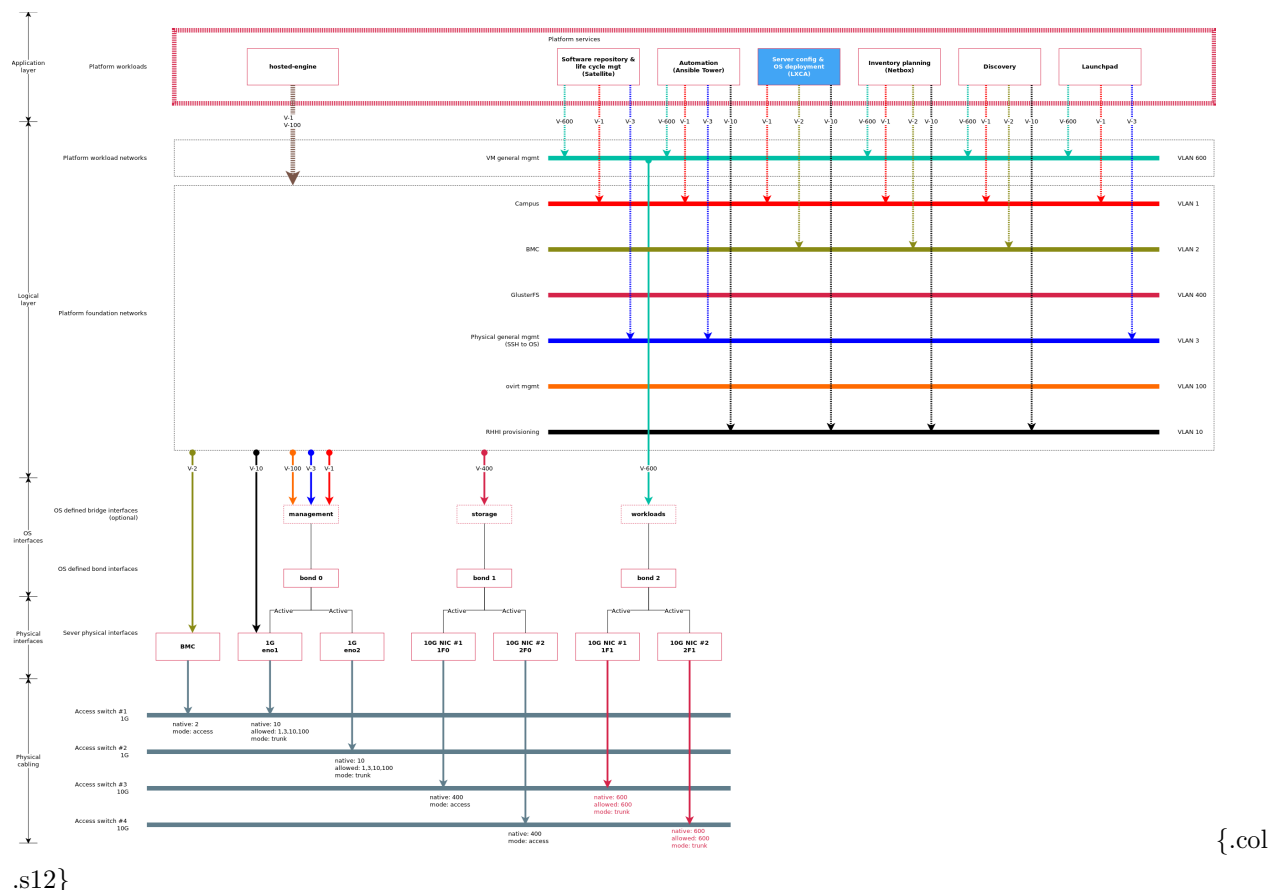 Platform services
Application
layer
Platform workloads
hosted-engine
Software repository &
life cycle mgt
(Satellite)
Automation
(Ansible Tower)
Server config &
OS deployment
(LXCA)
Inventory planning
(Netbox)
Discovery
Launchpad
V-1
V-100
V-600
V-1
V-3
V-600
V-1
V-3
V-10
V-1
V-2
V-10
V-600
V-1
V-2
V-10
V-600
V-1
V-2
V-10
V-600
V-1
V-3
Platform workload networks
VM general mgmt
VLAN 600
Campus
VLAN 1
BMC
VLAN 2
Logical
layer
GlusterFS
VLAN 400
Platform foundation networks
Physical general mgmt
(SSH to OS)
VLAN 3
ovirt mgmt
VLAN 100
RHHI provisioning
VLAN 10
V-2
V-10
V-100
V-3
V-1
V-400
V-600
OS defined bridge interfaces
(optional)
management
storage
workloads
OS
interfaces
OS defined bond interfaces
bond 0
bond 1
bond 2
Active
Active
Active
Active
Active
Active
Physical
interfaces
Sever physical interfaces
BMC
1G
eno1
1G
eno2
10G NIC #1
1F0
10G NIC #2
2F0
10G NIC #1
1F1
10G NIC #2
2F1
Access switch #1
1G
native: 2
mode: access
native: 10
allowed: 1,3,10,100
mode: trunk
Physical
cabling
Access switch #2
1G
native: 10
allowed: 1,3,10,100
mode: trunk
Access switch #3
10G
native: 400
mode: access
native: 600
allowed: 600
mode: trunk
Access switch #4
10G
native: 400
mode: access
native: 600
allowed: 600
mode: trunk
{.col
.s12}